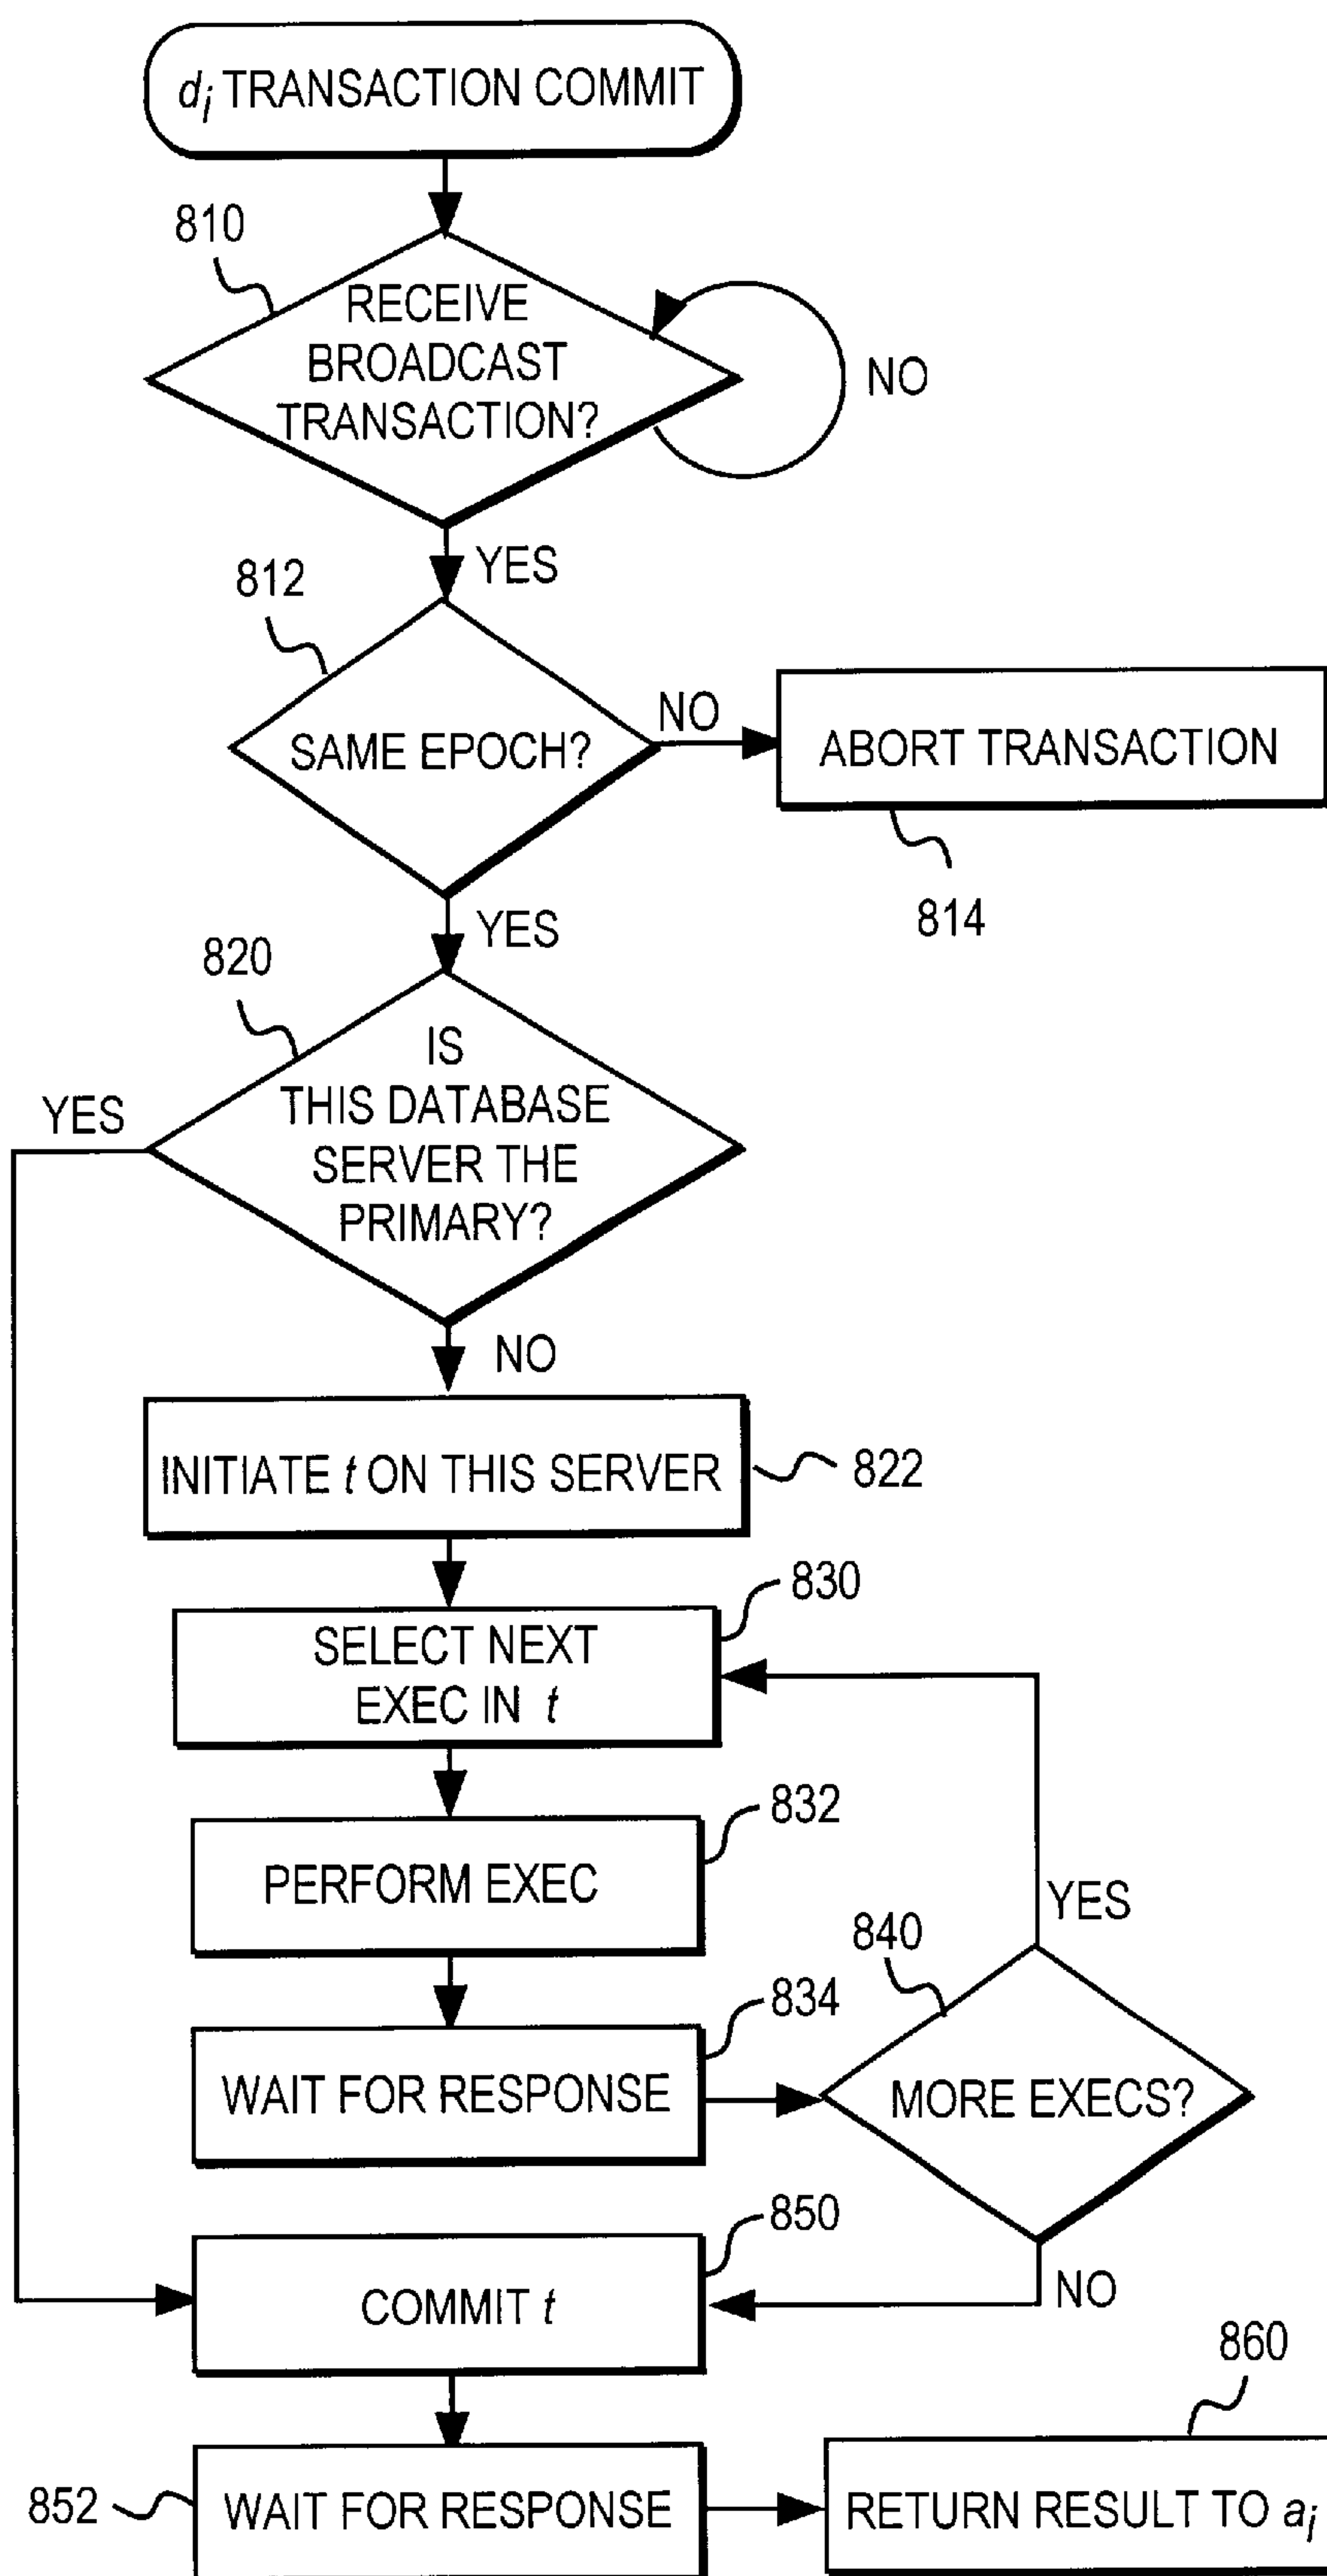 di TRANSACTION COMMIT
810
RECEIVE
BROADCAST
TRANSACTION?
NO
YES
812
SAME EPOCH?
NO
ABORT TRANSACTION
814
YES
820
IS
THIS DATABASE
SERVER THE
PRIMARY?
YES
NO
INITIATE t ON THIS SERVER
822
830
SELECT NEXT
EXEC IN t
832
PERFORM EXEC
YES
840
834
WAIT FOR RESPONSE
MORE EXECS?
850
COMMIT t
NO
860
852
WAIT FOR RESPONSE
RETURN RESULT TO ai